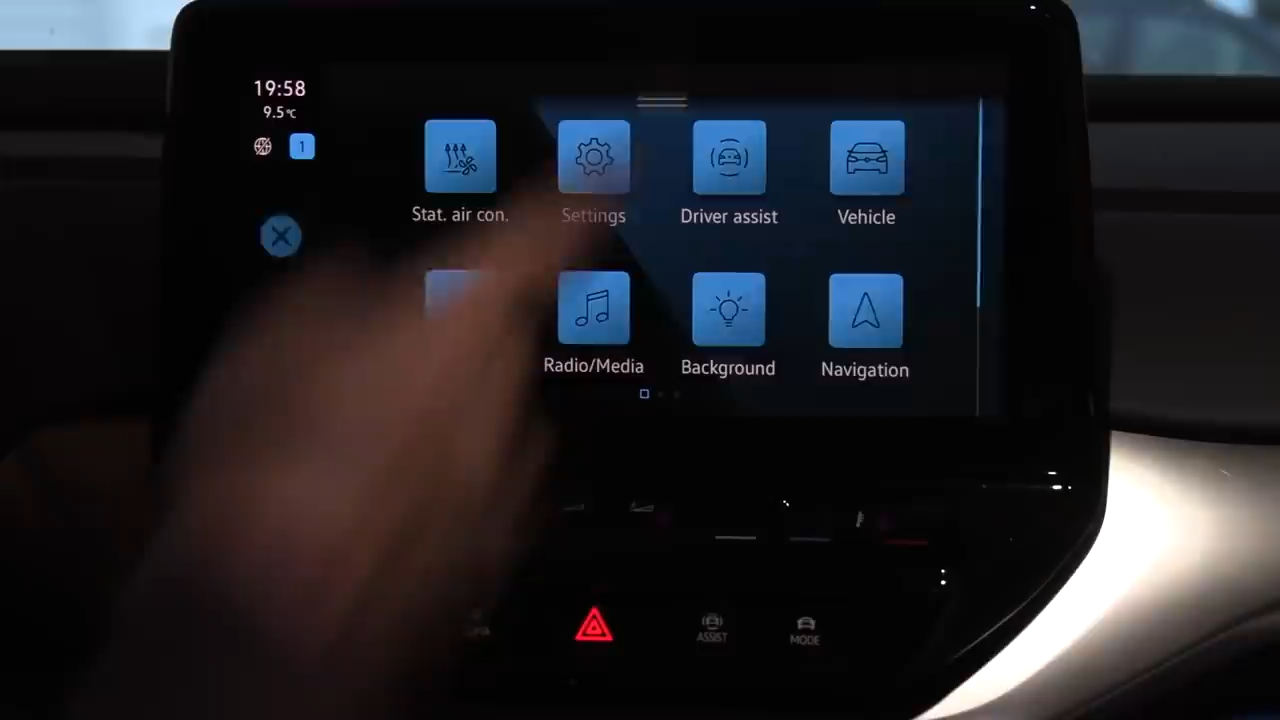 19:58
9.5°C
1
Stat. air con.
Settings
Driver assist
Vehicle
Radio/Media
Background
Navigation
ASSIST
MODE